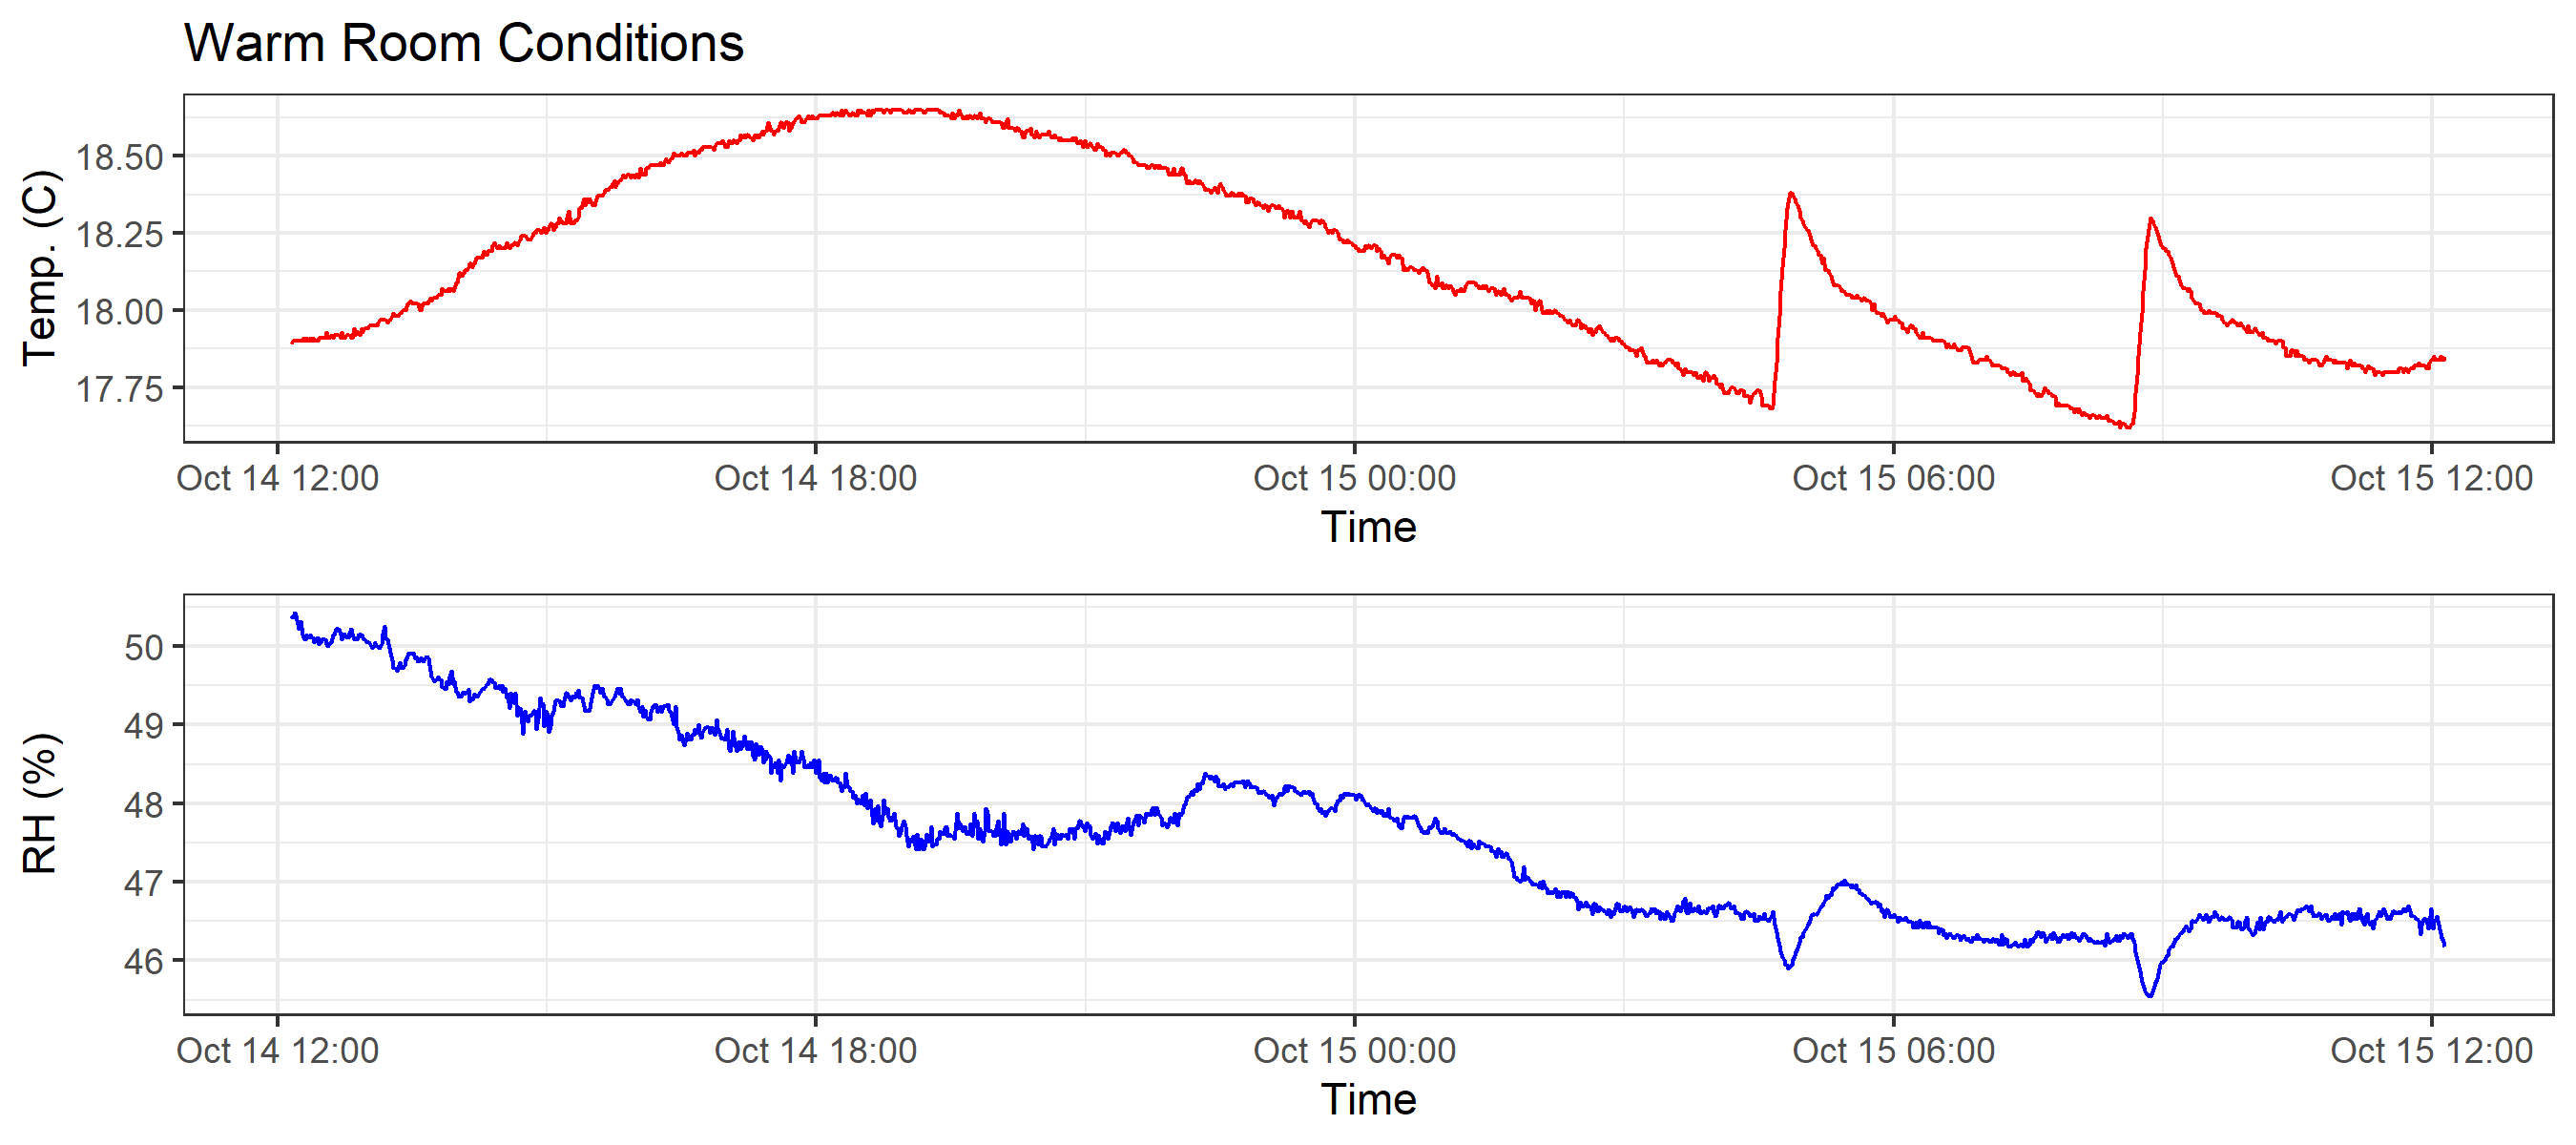 Warm Room Conditions
Temp. (C)
18.50
18.25
18.00
17.75
Oct 14 12:00 Oct 14 18:00 Oct 15 00:00 Oct 15 06:00 Oct 15 12:00
Time
RH (%)
50
49
48
47
46
Oct 14 12:00 Oct 14 18:00 Oct 15 00:00 Oct 15 06:00 Oct 15 12:00
Time